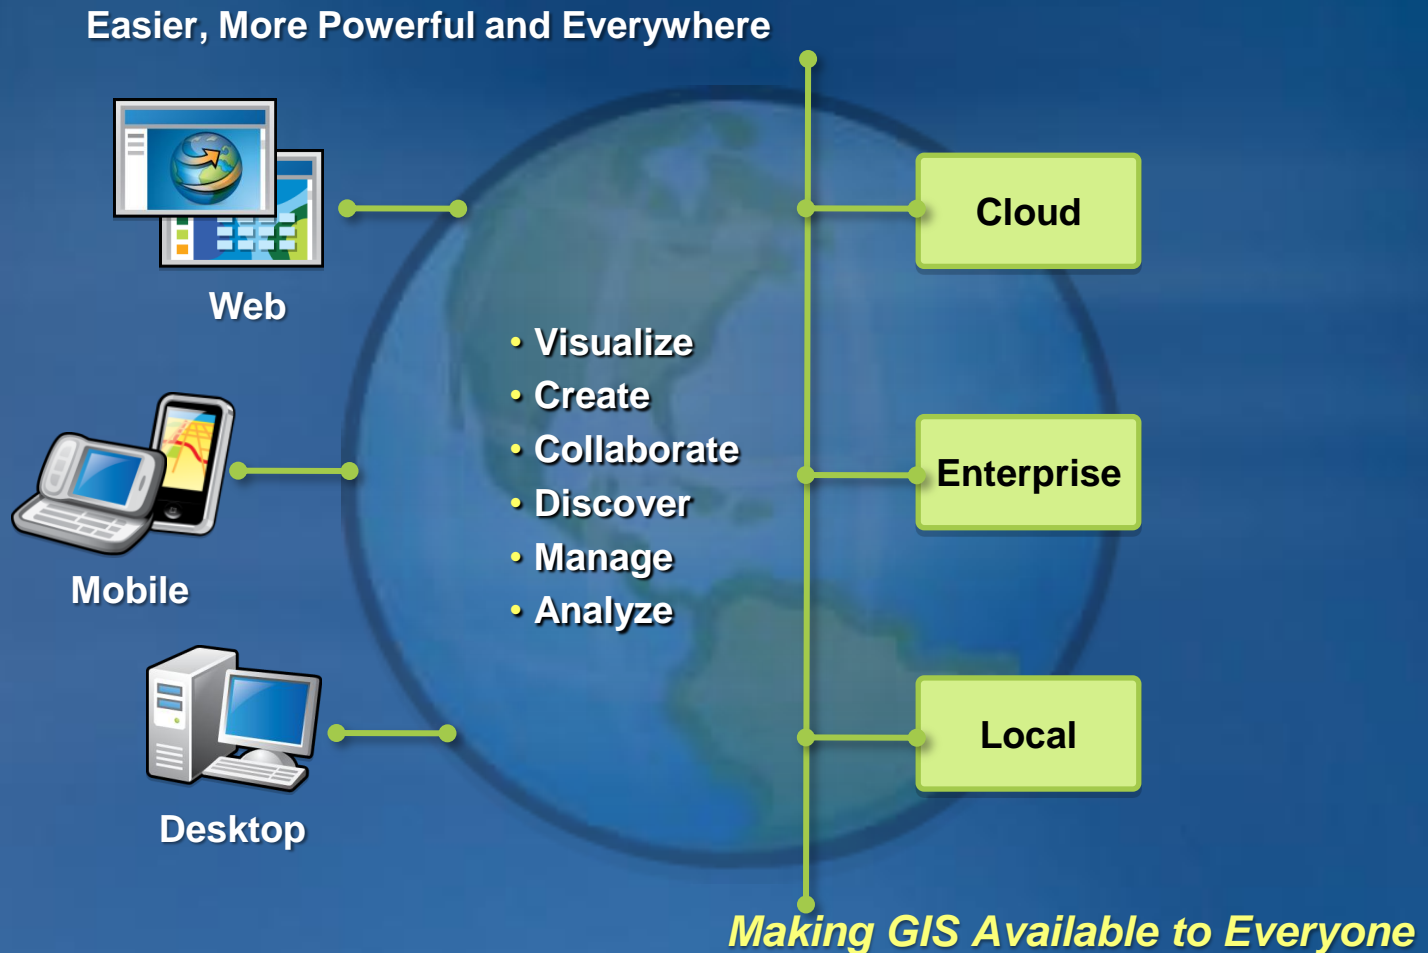 Easier, More Powerful and Everywhere
Web
Mobile
Desktop
• Visualize
• Create
• Collaborate
• Discover
• Manage
• Analyze
Cloud
Enterprise
Local
Making GIS Available to Everyone